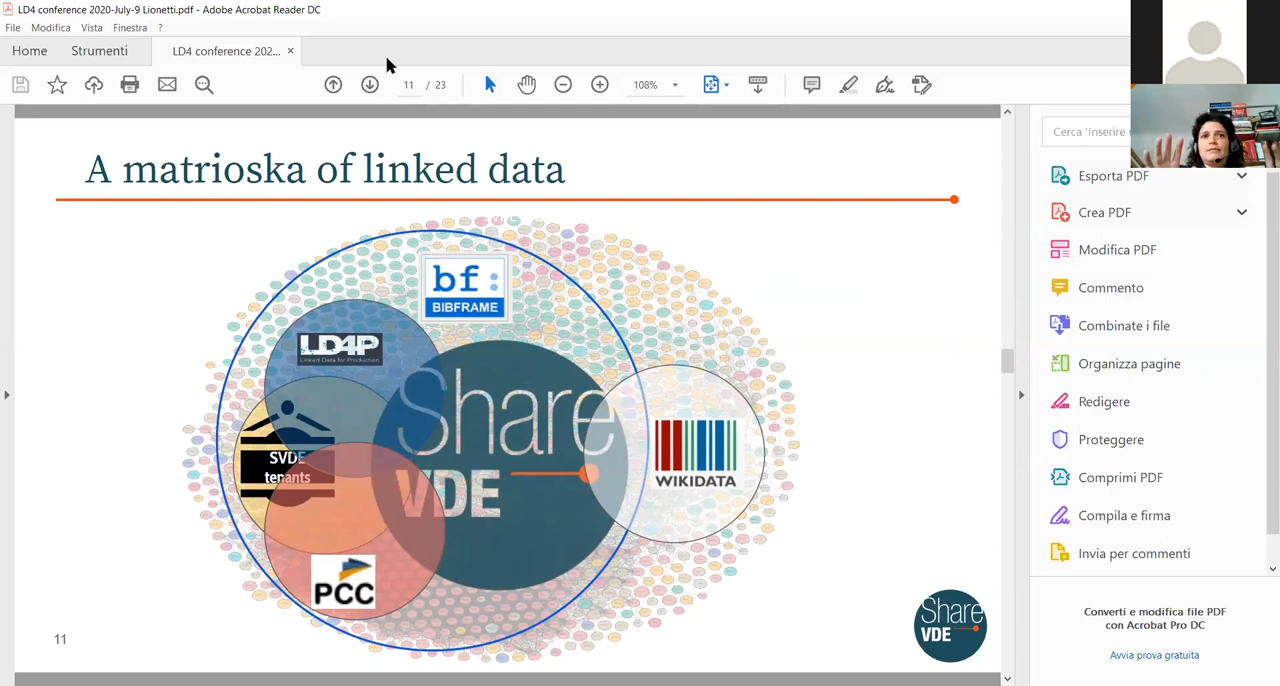 LD4 conference 2020-July-9 Lionetti.pdf - Adobe Acrobat Reader DC
File Modifica Vista Finestra ?
Home Strumenti LD4 conference 202... ×
11 / 23 108%
Cerca 'Inserire
A matrioska of linked data
bf:
BIBFRAME
LD4P
Linked Data for Production
Share
VDE
SVDE
tenants
WIKIDATA
PCC
Share
VDE
11
Esporta PDF
Crea PDF
Modifica PDF
Commento
Combinate i file
Organizza pagine
Redigere
Proteggere
Comprimi PDF
Compila e firma
Invia per commenti
Converti e modifica file PDF
con Acrobat Pro DC
Avvia prova gratuita